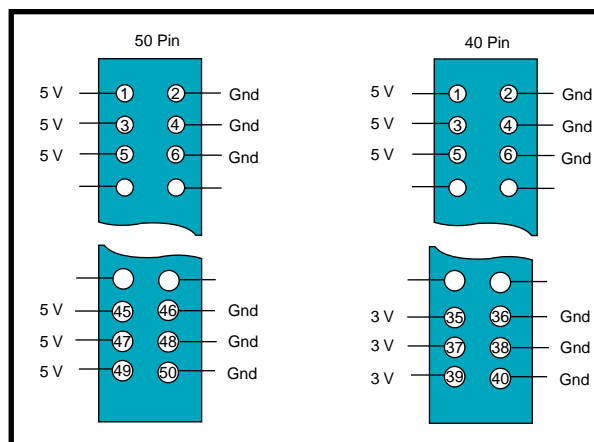 50 Pin 40 Pin
5 V 1 2 Gnd 5 V 1 2 Gnd
5 V 3 4 Gnd 5 V 3 4 Gnd
5 V 5 6 Gnd 5 V 5 6 Gnd
5 V 45 46 Gnd 3 V 35 36 Gnd
5 V 47 48 Gnd 3 V 37 38 Gnd
5 V 49 50 Gnd 3 V 39 40 Gnd